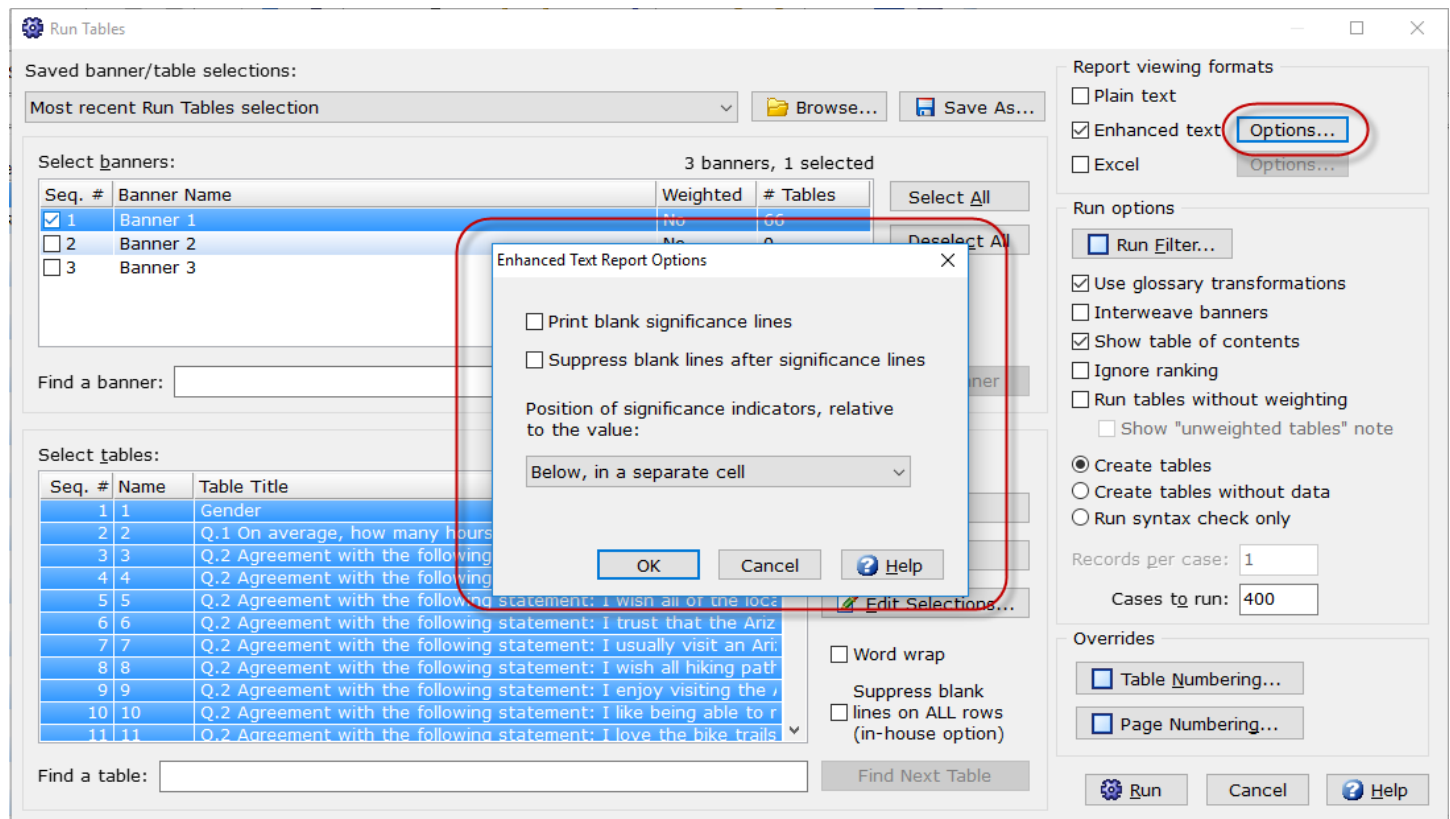 Run Tables
Saved banner/table selections:
Most recent Run Tables selection
Browse...
Save As...
Select banners:
3 banners, 1 selected
Seq. # Banner Name Weighted # Tables
1 Banner 1 No 66
2 Banner 2 No 0
3 Banner 3
Select All
Deselect All
Find a banner:
Select tables:
Seq. # Name Table Title
1 1 Gender
2 2 Q.1 On average, how many hours
3 3 Q.2 Agreement with the following
4 4 Q.2 Agreement with the following
5 5 Q.2 Agreement with the following statement: I wish all of the loca
6 6 Q.2 Agreement with the following statement: I trust that the Ariz
7 7 Q.2 Agreement with the following statement: I usually visit an Ari
8 8 Q.2 Agreement with the following statement: I wish all hiking path
9 9 Q.2 Agreement with the following statement: I enjoy visiting the
10 10 Q.2 Agreement with the following statement: I like being able to
11 11 Q.2 Agreement with the following statement: I love the bike trails
Edit Selections...
Word wrap
Suppress blank
lines on ALL rows
(in-house option)
Find a table:
Find Next Table
Enhanced Text Report Options
Print blank significance lines
Suppress blank lines after significance lines
Position of significance indicators, relative
to the value:
Below, in a separate cell
OK
Cancel
Help
Report viewing formats
Plain text
Enhanced text Options...
Excel Options...
Run options
Run Filter...
Use glossary transformations
Interweave banners
Show table of contents
Ignore ranking
Run tables without weighting
Show "unweighted tables" note
Create tables
Create tables without data
Run syntax check only
Records per case: 1
Cases to run: 400
Overrides
Table Numbering...
Page Numbering...
Run
Cancel
Help